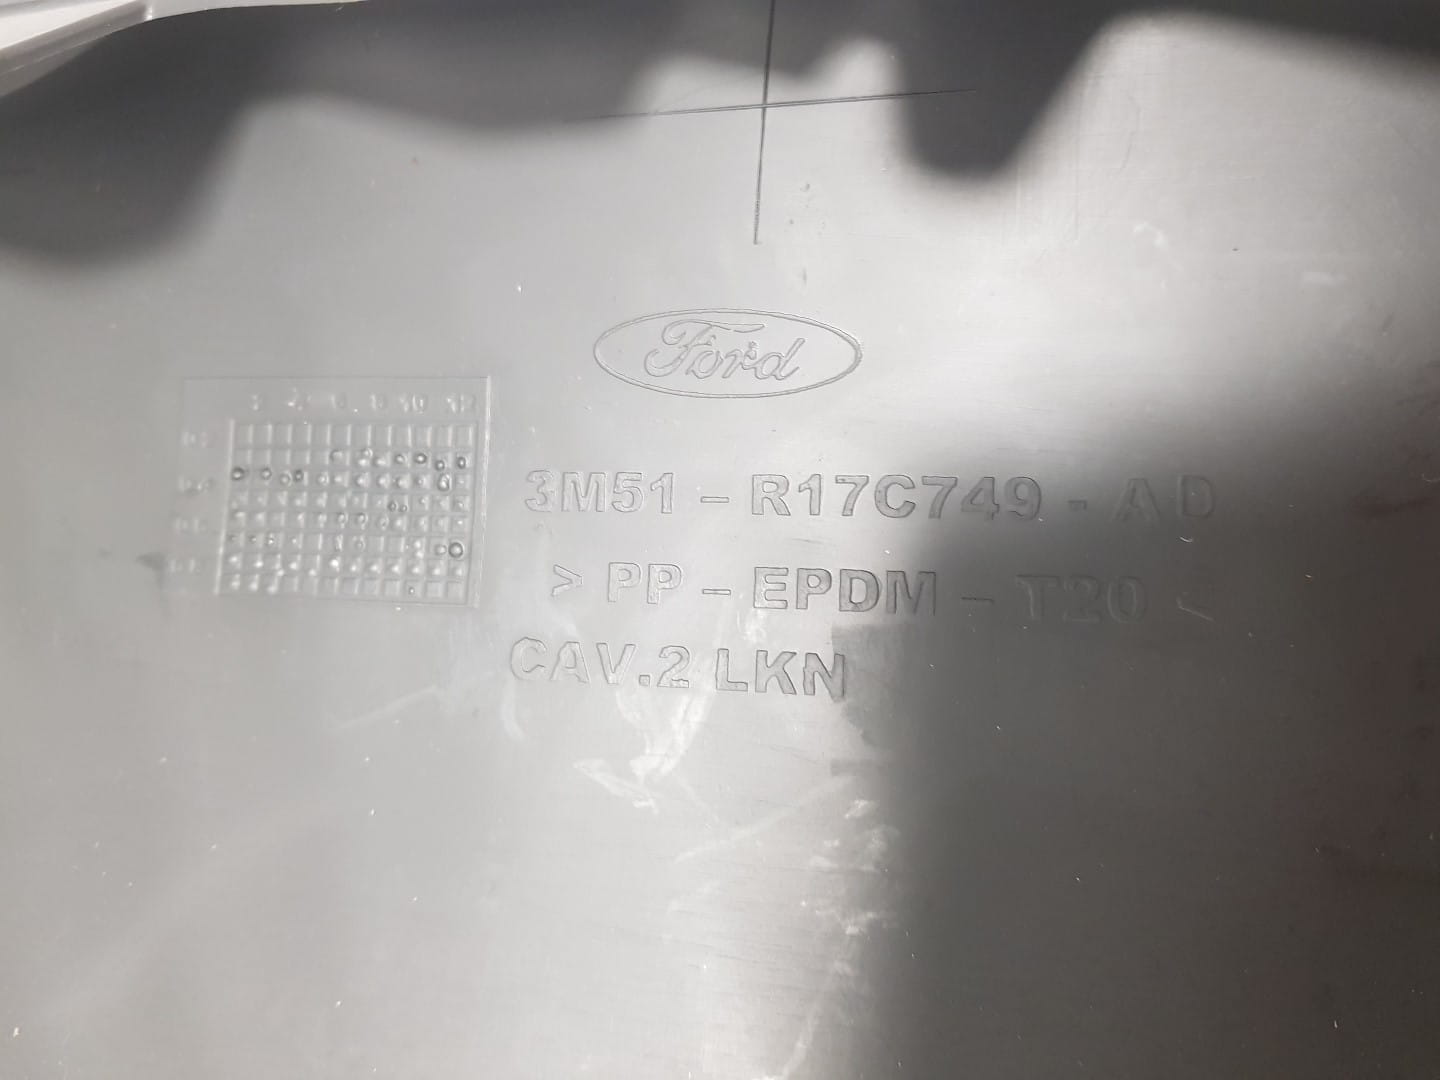 Ford
3M51 - R17C749 - AD
> PP - EPDM - T20 <
CAV.2 LKN